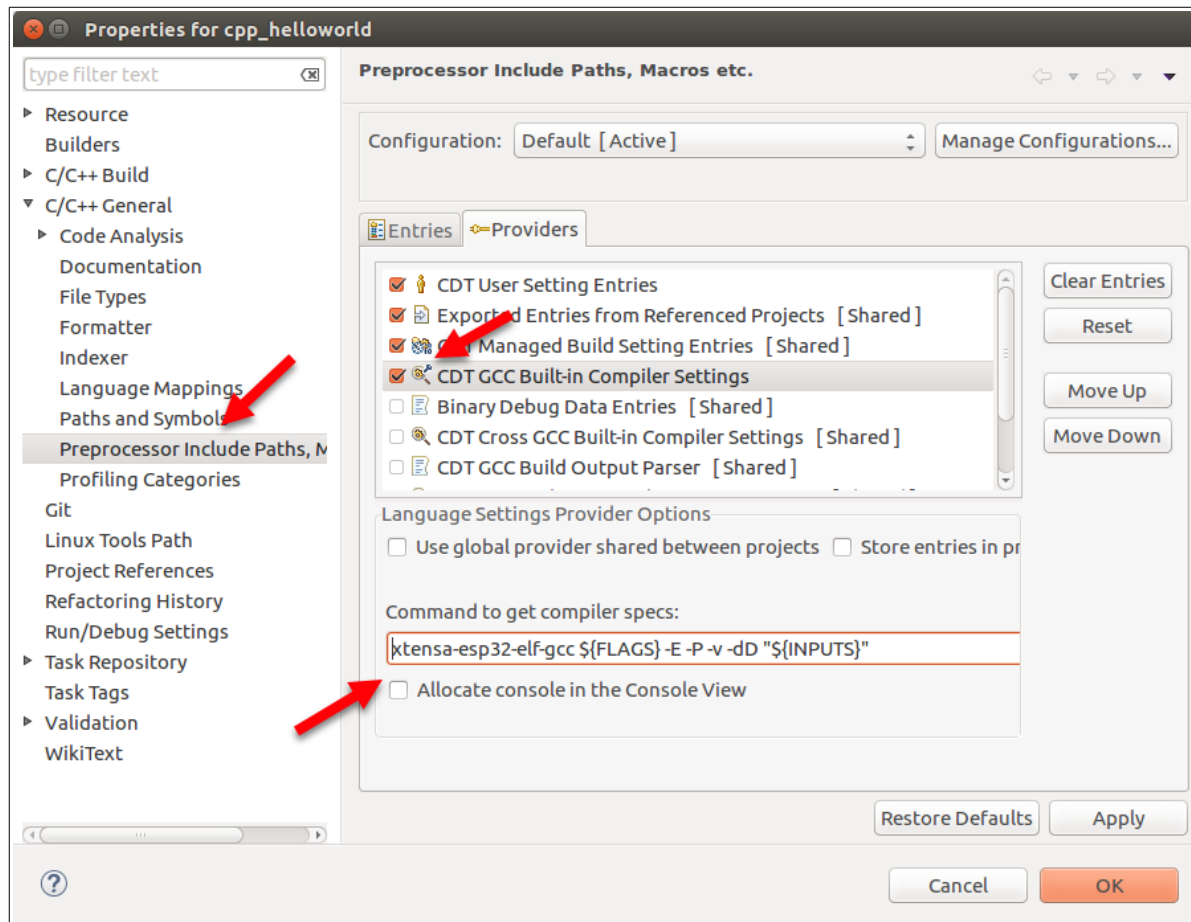 Properties for cpp_helloworld
type filter text
Resource
Builders
C/C++ Build
C/C++ General
Code Analysis
Documentation
File Types
Formatter
Indexer
Language Mappings
Paths and Symbols
Preprocessor Include Paths, M
Profiling Categories
Git
Linux Tools Path
Project References
Refactoring History
Run/Debug Settings
Task Repository
Task Tags
Validation
WikiText
Preprocessor Include Paths, Macros etc.
Configuration: Default [Active] Manage Configurations...
Entries Providers
CDT User Setting Entries
Exported Entries from Referenced Projects [Shared]
CDT Managed Build Setting Entries [Shared]
CDT GCC Built-in Compiler Settings
Binary Debug Data Entries [Shared]
CDT Cross GCC Built-in Compiler Settings [Shared]
CDT GCC Build Output Parser [Shared]
Clear Entries
Reset
Move Up
Move Down
Language Settings Provider Options
Use global provider shared between projects Store entries in pr
Command to get compiler specs:
xtensa-esp32-elf-gcc ${FLAGS} -E -P -v -dD "${INPUTS}"
Allocate console in the Console View
Restore Defaults Apply
Cancel OK